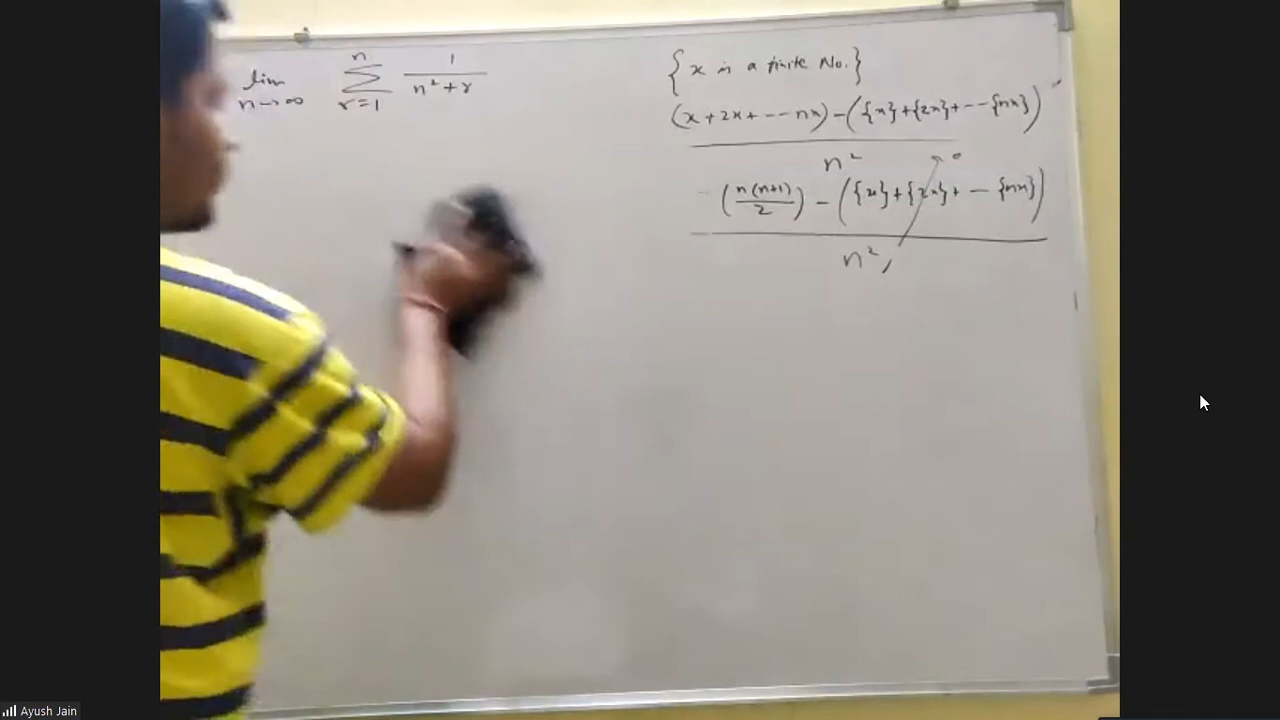 lim n→∞ n Σ r=1 1/(n²+r)
{x is a finite No.}
(x+2x+--nx)-({x}+{2x}+--{nx})
n²
0
(n(n+1)/2) - ({x}+{2x}+ - {nx})
n²,
Ayush Jain